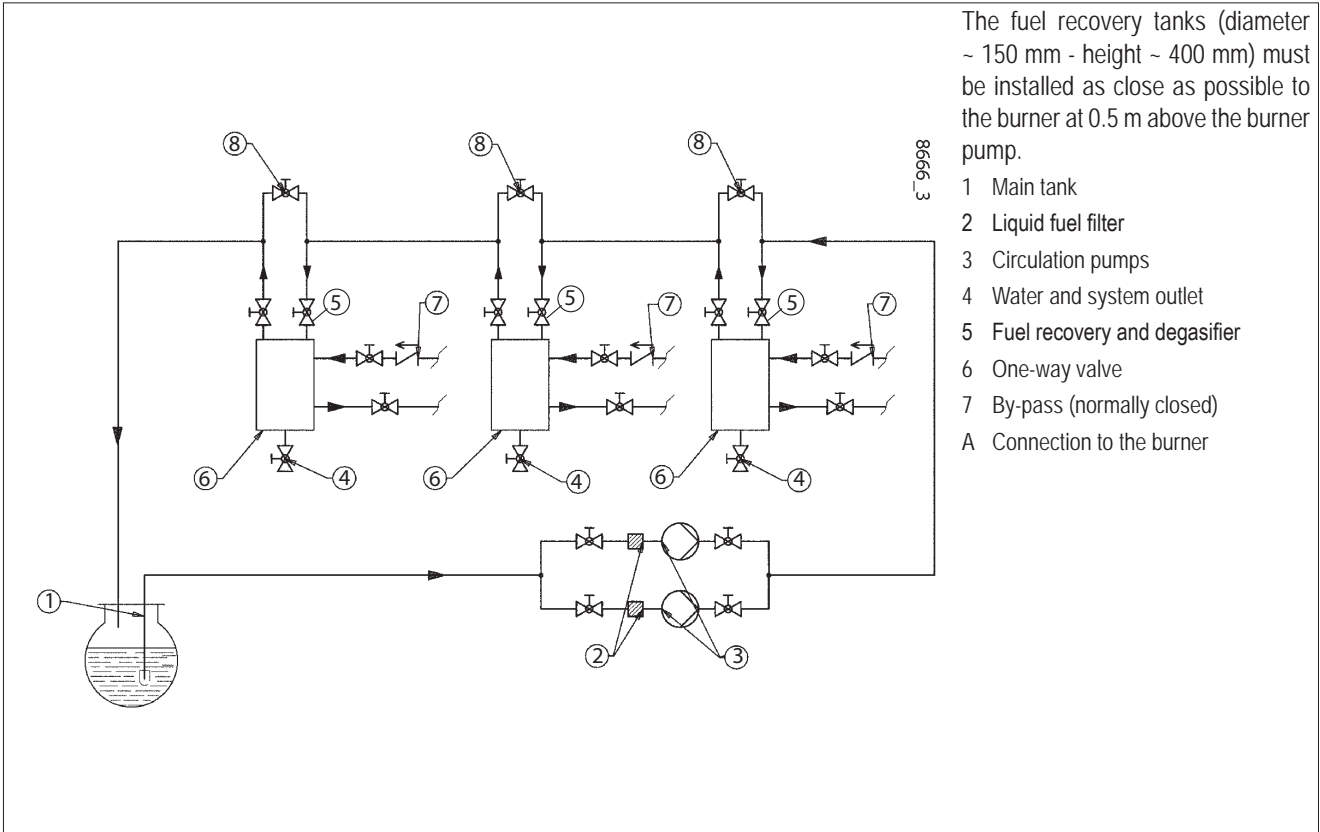 The fuel recovery tanks (diameter
~ 150 mm - height ~ 400 mm) must
be installed as close as possible to
the burner at 0.5 m above the burner
pump.
1 Main tank
2 Liquid fuel filter
3 Circulation pumps
4 Water and system outlet
5 Fuel recovery and degasifier
6 One-way valve
7 By-pass (normally closed)
A Connection to the burner
8666_3
8
8
8
5
7
5
7
5
7
6
4
6
4
6
4
1
2
3